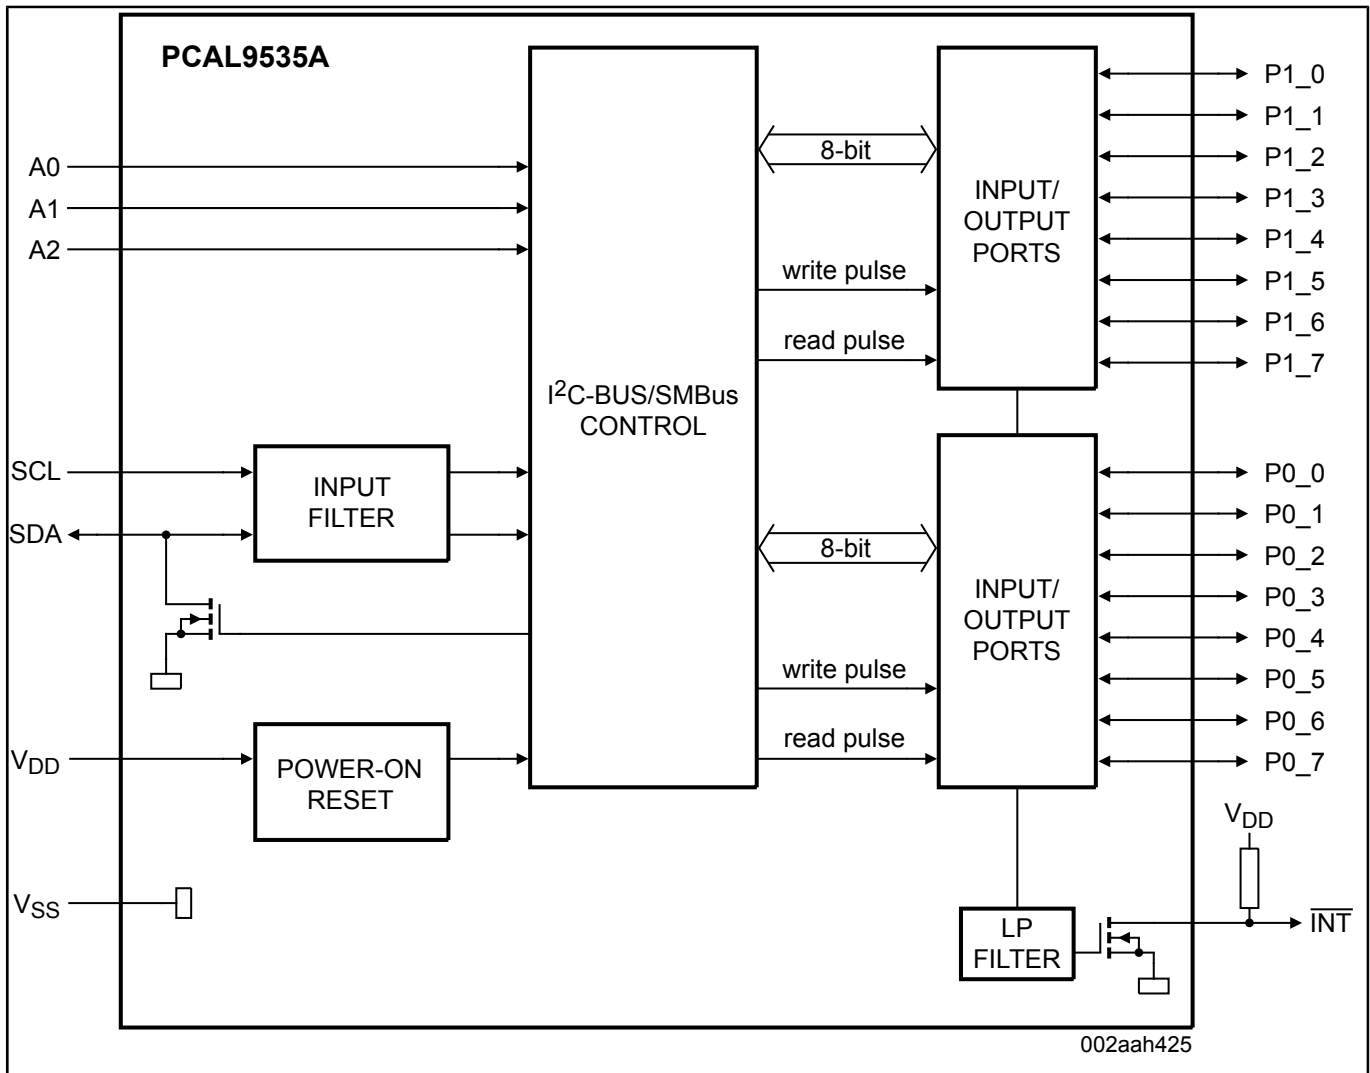 PCAL9535A
A0
A1
A2
SCL
SDA
VDD
VSS
INPUT
FILTER
POWER-ON
RESET
I2C-BUS/SMBus
CONTROL
8-bit
write pulse
read pulse
8-bit
write pulse
read pulse
INPUT/
OUTPUT
PORTS
INPUT/
OUTPUT
PORTS
LP
FILTER
P1_0
P1_1
P1_2
P1_3
P1_4
P1_5
P1_6
P1_7
P0_0
P0_1
P0_2
P0_3
P0_4
P0_5
P0_6
P0_7
VDD
INT
002aah425